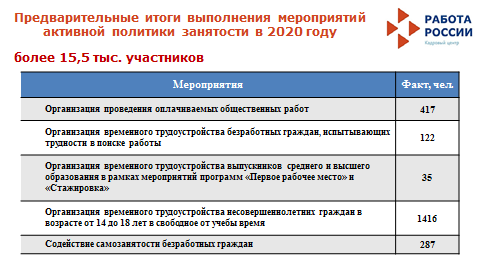 Предварительные итоги выполнения мероприятий
активной политики занятости в 2020 году
РАБОТА
РОССИИ
Кадровый центр
более 15,5 тыс. участников
Мероприятия Факт, чел.
Организация проведения оплачиваемых общественных работ 417
Организация временного трудоустройства безработных граждан, испытывающих
трудности в поиске работы 122
Организация временного трудоустройства выпускников среднего и высшего
образования в рамках мероприятий программ «Первое рабочее место» и
«Стажировка» 35
Организация временного трудоустройства несовершеннолетних граждан в
возрасте от 14 до 18 лет в свободное от учебы время 1416
Содействие самозанятости безработных граждан 287